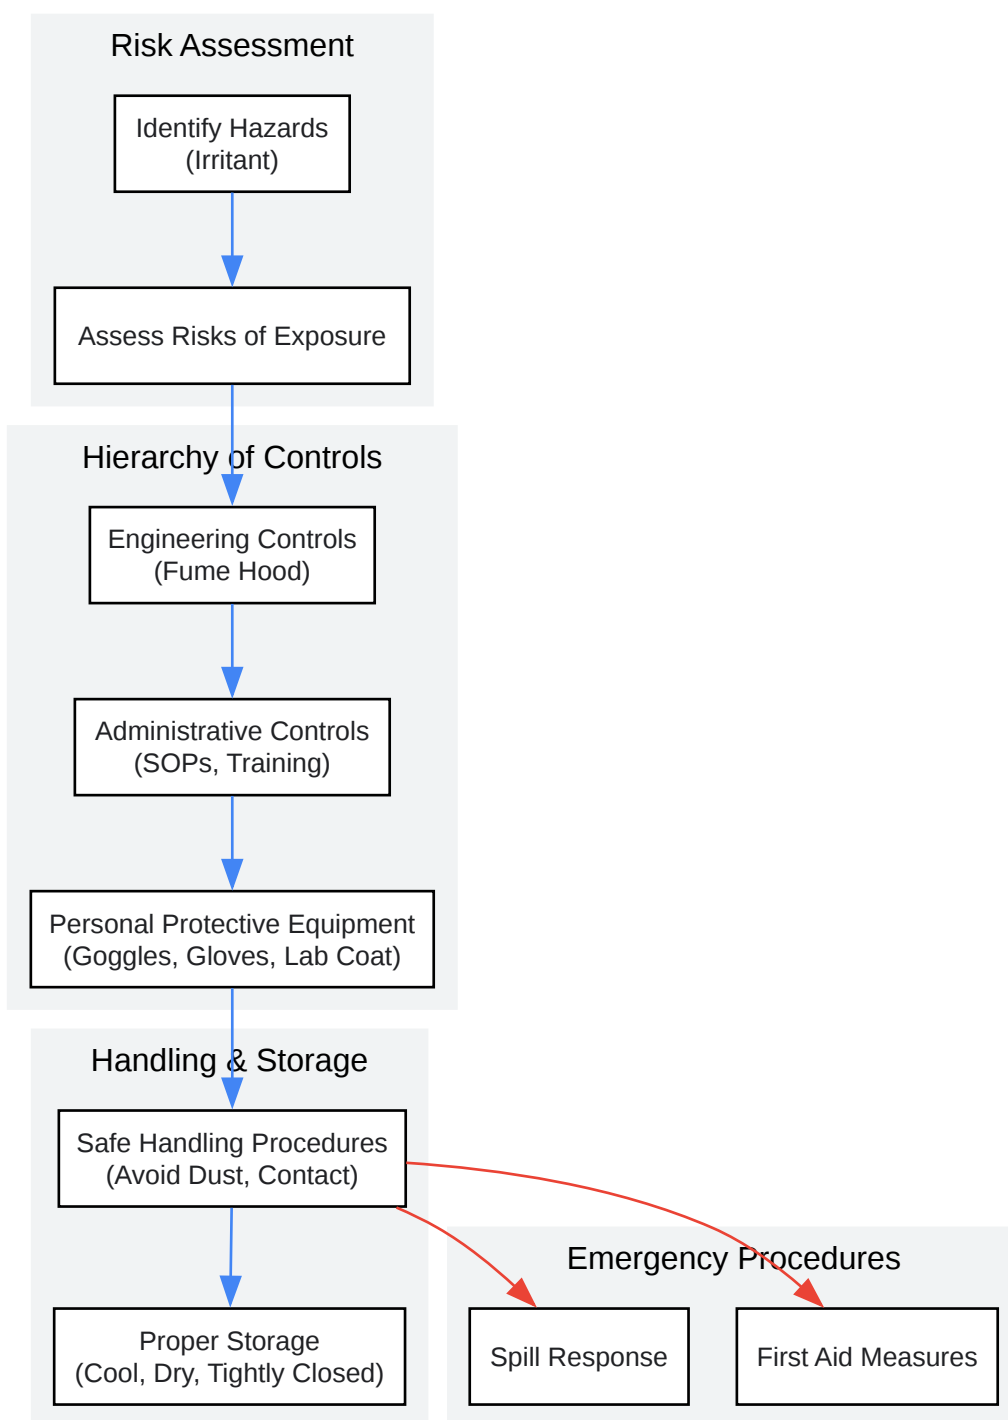 Risk Assessment
Identify Hazards
(Irritant)
Assess Risks of Exposure
Hierarchy of Controls
Engineering Controls
(Fume Hood)
Administrative Controls
(SOPs, Training)
Personal Protective Equipment
(Goggles, Gloves, Lab Coat)
Handling & Storage
Safe Handling Procedures
(Avoid Dust, Contact)
Proper Storage
(Cool, Dry, Tightly Closed)
Emergency Procedures
Spill Response
First Aid Measures